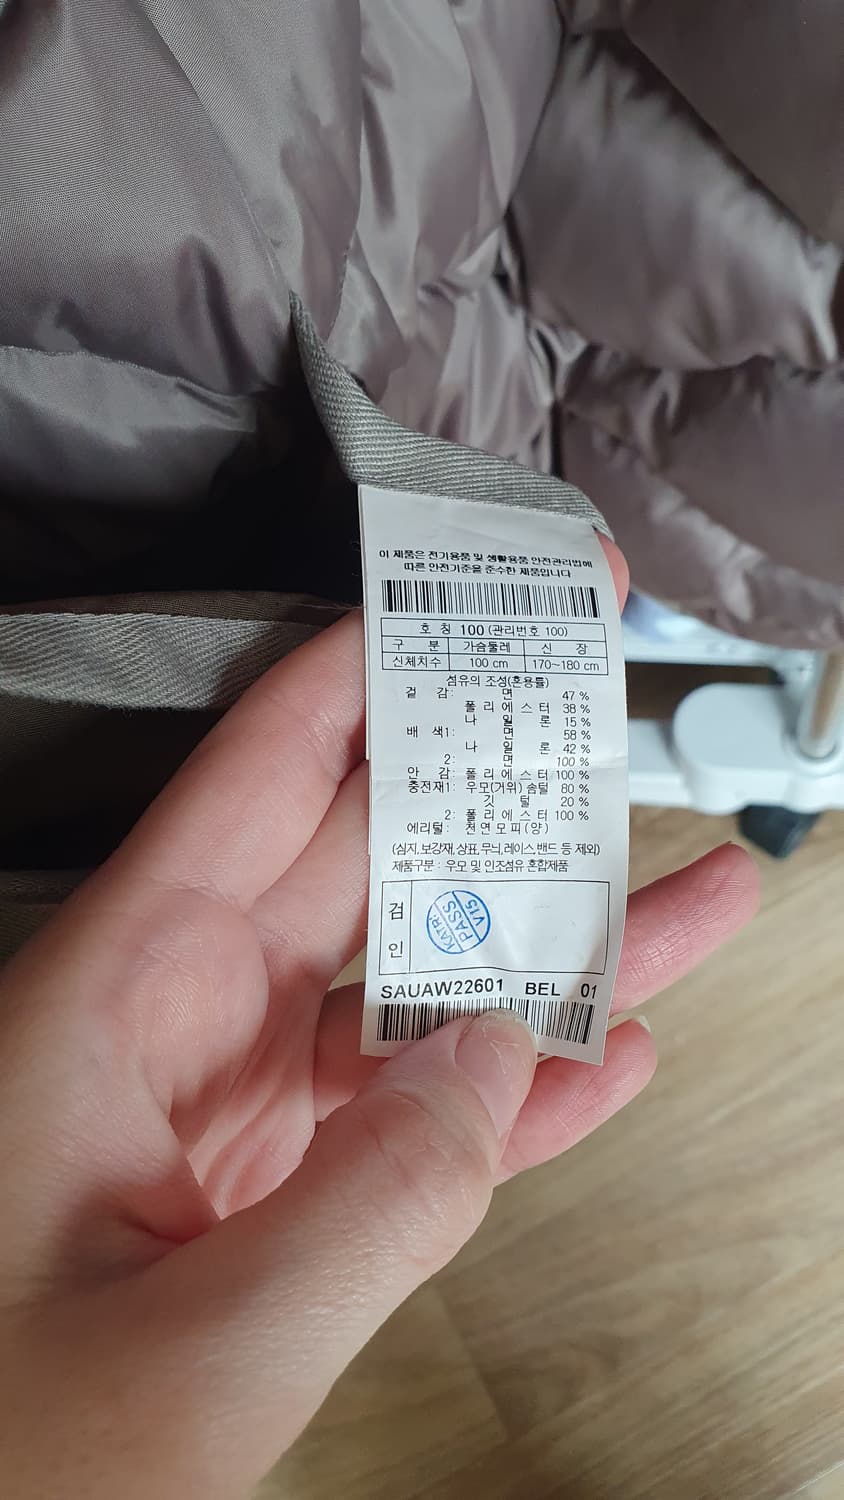 이 제품은 전기용품 및 생활용품 안전관리법에
따른 안전기준을 준수한 제품입니다
호 칭 100 (관리번호 100)
구 분 가슴둘레 신 장
신체치수 100 cm 170~180 cm
섬유의 조성(혼용률)
겉 감: 면 47 %
폴 리 에 스 터 38 %
나 일 론 15 %
배 색1: 면 58 %
나 일 론 42 %
2: 면 100 %
안 감: 폴 리 에 스 터 100 %
충전재1: 우모(거위) 솜털 80 %
깃 털 20 %
2: 폴 리 에 스 터 100 %
에리털: 천 연 모 피 (양)
(심지,보강재,상표,무늬,레이스,밴드 등 제외)
제품구분 : 우모 및 인조섬유 혼합제품
검
인
KATRI
PASS
V15
SAUAW22601 BEL 01